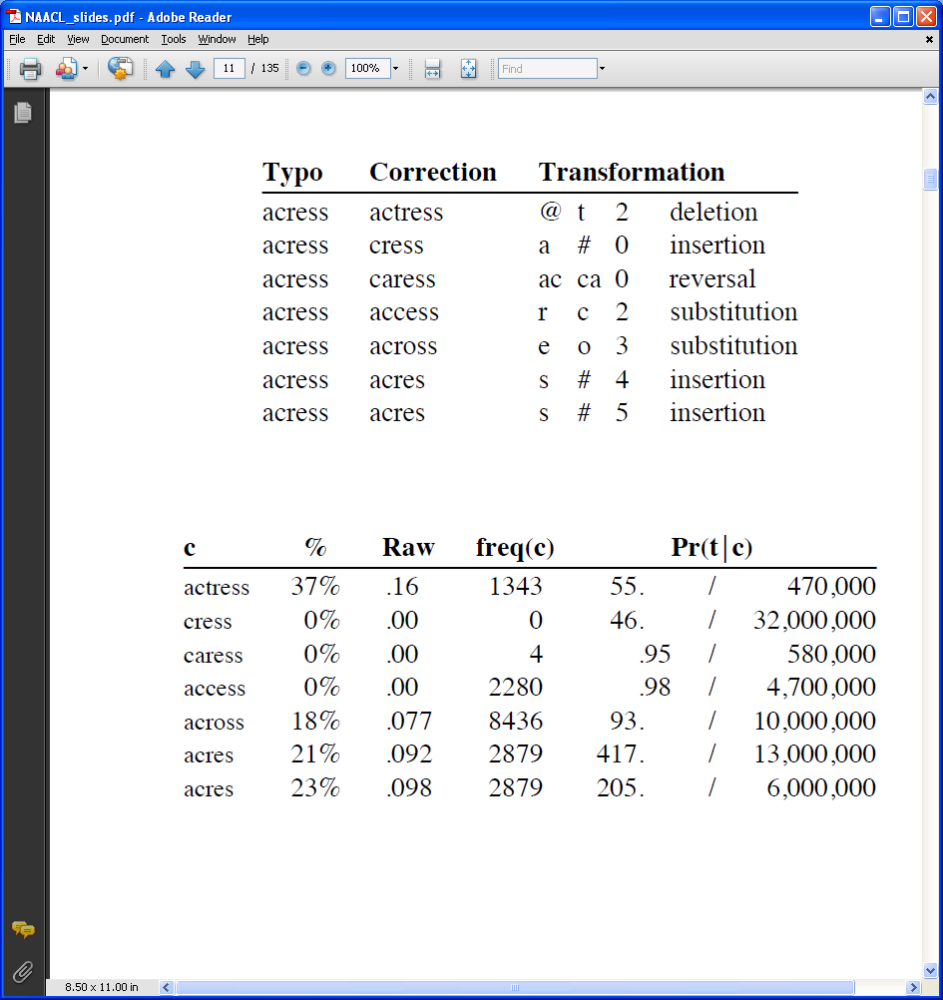 NAACL_slides.pdf - Adobe Reader
File Edit View Document Tools Window Help
11 / 135 100% Find
Typo Correction Transformation
acress actress @ t 2 deletion
acress cress a # 0 insertion
acress caress ac ca 0 reversal
acress access r c 2 substitution
acress across e o 3 substitution
acress acres s # 4 insertion
acress acres s # 5 insertion
c % Raw freq(c) Pr(t|c)
actress 37% .16 1343 55. / 470,000
cress 0% .00 0 46. / 32,000,000
caress 0% .00 4 .95 / 580,000
access 0% .00 2280 .98 / 4,700,000
across 18% .077 8436 93. / 10,000,000
acres 21% .092 2879 417. / 13,000,000
acres 23% .098 2879 205. / 6,000,000
8.50 x 11.00 in